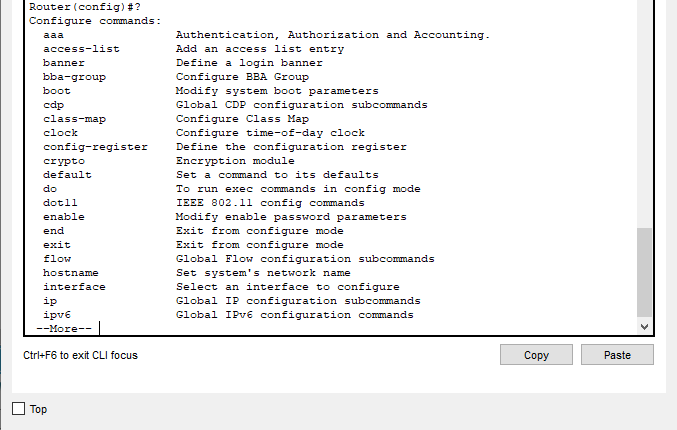 Router(config)#?
Configure commands:
aaa Authentication, Authorization and Accounting.
access-list Add an access list entry
banner Define a login banner
bba-group Configure BBA Group
boot Modify system boot parameters
cdp Global CDP configuration subcommands
class-map Configure Class Map
clock Configure time-of-day clock
config-register Define the configuration register
crypto Encryption module
default Set a command to its defaults
do To run exec commands in config mode
dot11 IEEE 802.11 config commands
enable Modify enable password parameters
end Exit from configure mode
exit Exit from configure mode
flow Global Flow configuration subcommands
hostname Set system's network name
interface Select an interface to configure
ip Global IP configuration subcommands
ipv6 Global IPv6 configuration commands
--More--
Ctrl+F6 to exit CLI focus
Copy
Paste
Top